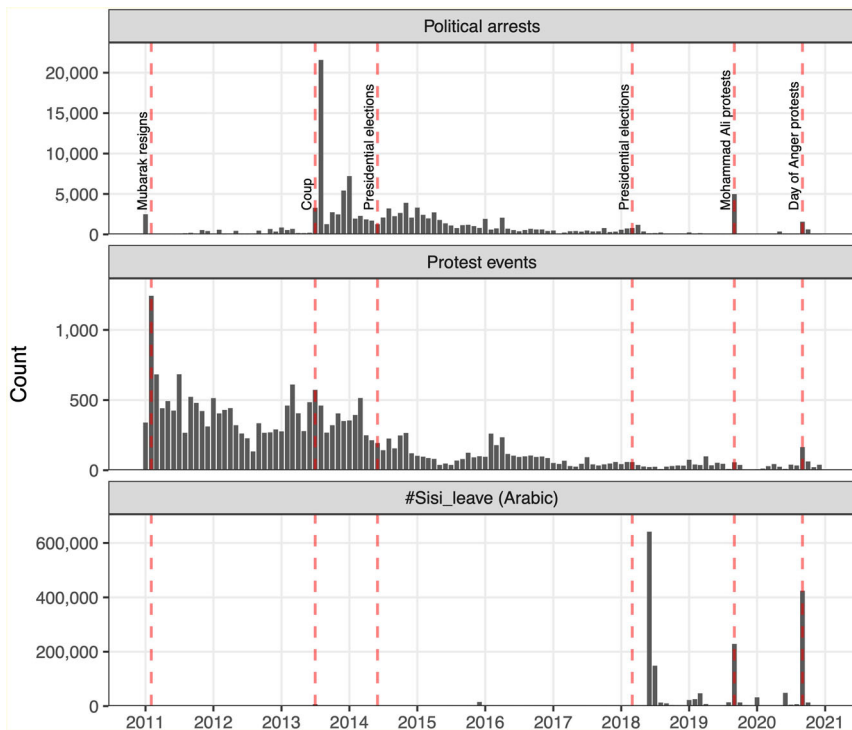 Political arrests
20,000
15,000
10,000
5,000
0
Mubarak resigns
Coup
Presidential elections
Presidential elections
Mohammad Ali protests
Day of Anger protests
Protest events
1,000
500
0
Count
#Sisi_leave (Arabic)
600,000
400,000
200,000
0
2011 2012 2013 2014 2015 2016 2017 2018 2019 2020 2021